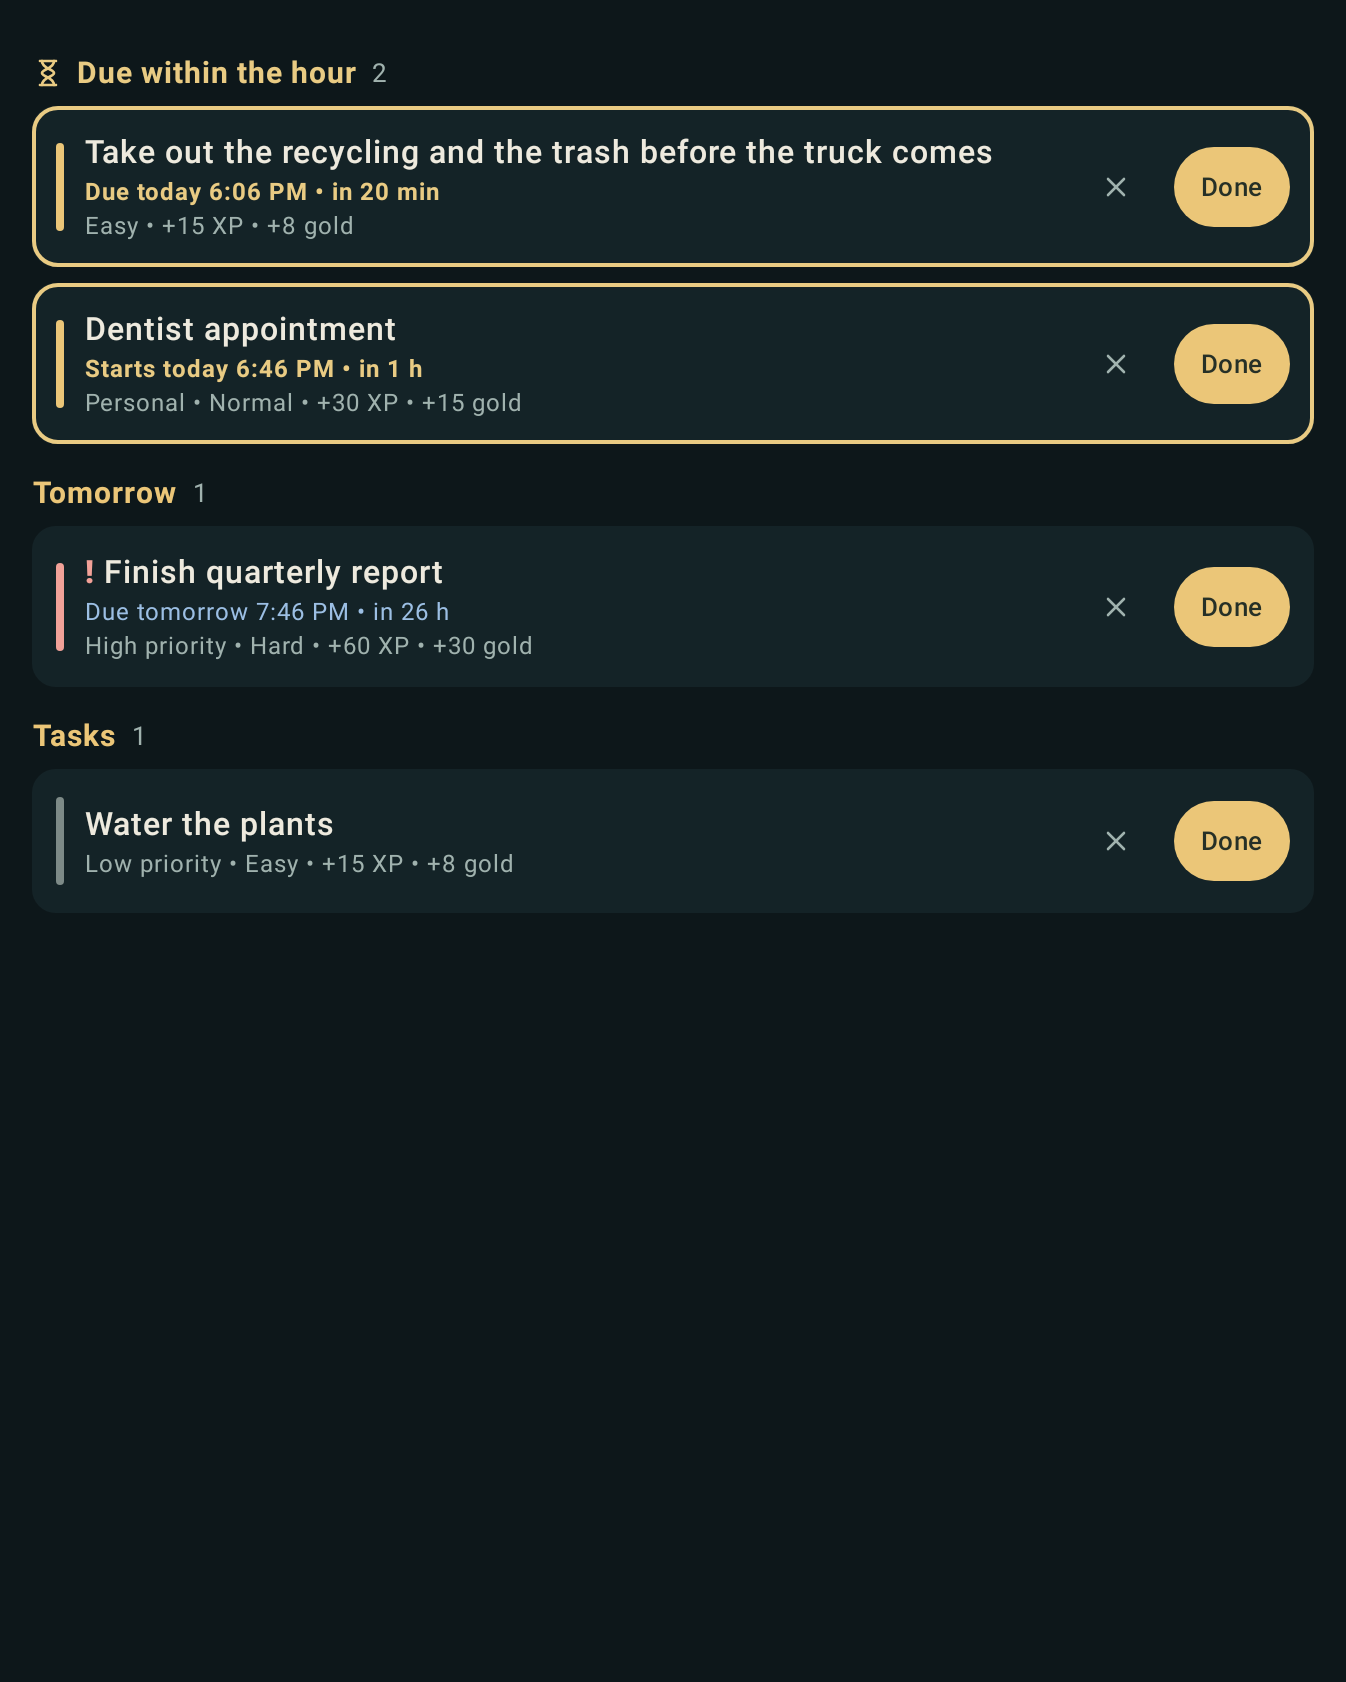 Due within the hour 2
Take out the recycling and the trash before the truck comes
Due today 6:06 PM • in 20 min
Easy • +15 XP • +8 gold
Done
Dentist appointment
Starts today 6:46 PM • in 1 h
Personal • Normal • +30 XP • +15 gold
Done
Tomorrow 1
! Finish quarterly report
Due tomorrow 7:46 PM • in 26 h
High priority • Hard • +60 XP • +30 gold
Done
Tasks 1
Water the plants
Low priority • Easy • +15 XP • +8 gold
Done